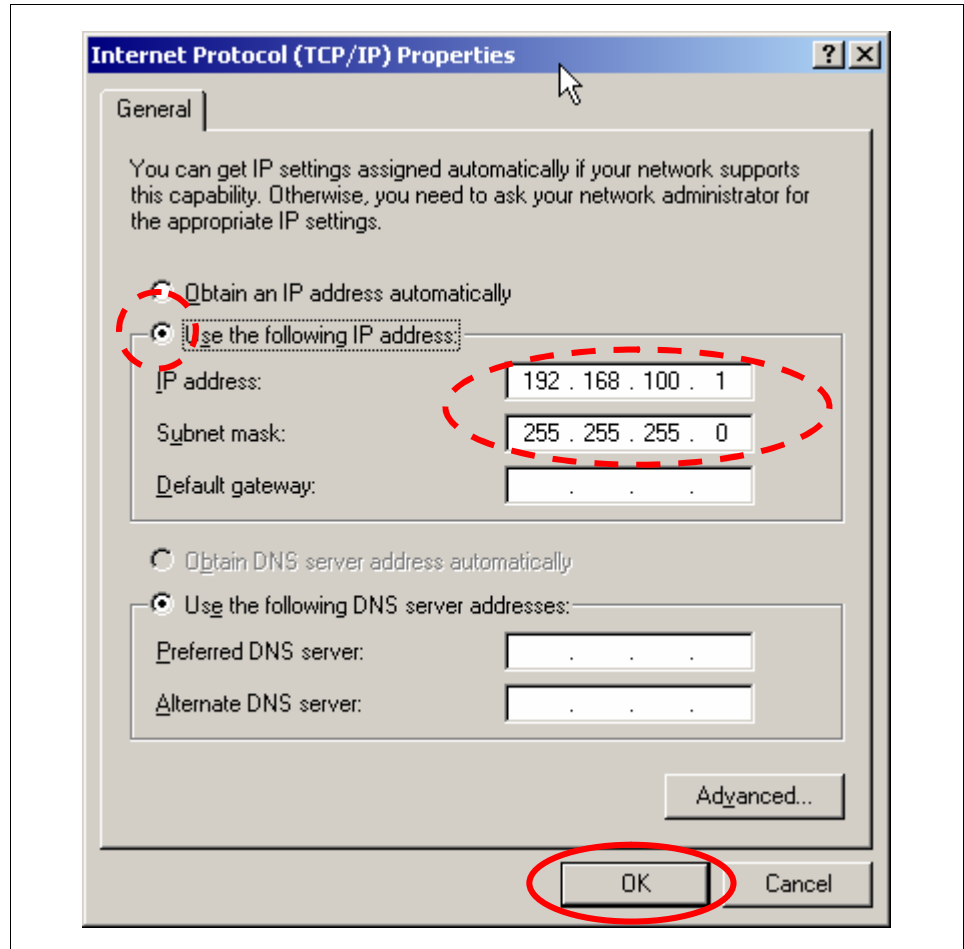 Internet Protocol (TCP/IP) Properties
General
You can get IP settings assigned automatically if your network supports
this capability. Otherwise, you need to ask your network administrator for
the appropriate IP settings.
Obtain an IP address automatically
Use the following IP address:
IP address: 192 . 168 . 100 . 1
Subnet mask: 255 . 255 . 255 . 0
Default gateway: . . .
Obtain DNS server address automatically
Use the following DNS server addresses:
Preferred DNS server: . . .
Alternate DNS server: . . .
Advanced...
OK Cancel